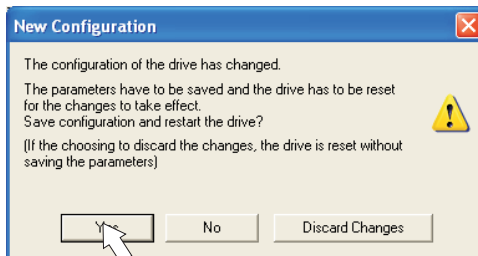 New Configuration
The configuration of the drive has changed.
The parameters have to be saved and the drive has to be reset
for the changes to take effect.
Save configuration and restart the drive?
(If the choosing to discard the changes, the drive is reset without
saving the parameters)
Yes No Discard Changes